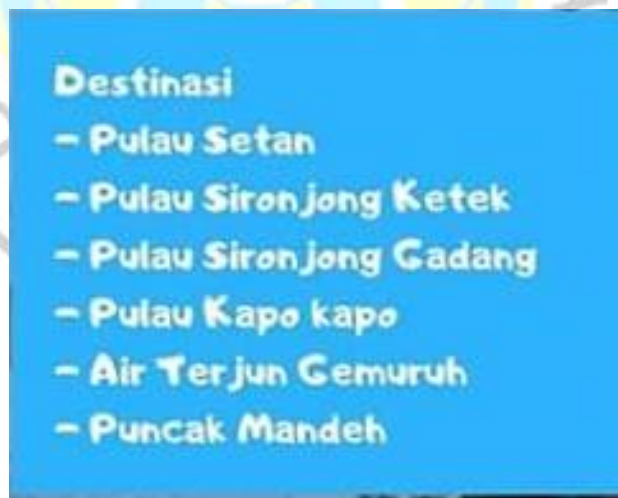 Destinasi
- Pulau Setan
- Pulau Sironjong Ketek
- Pulau Sironjong Gadang
- Pulau Kapo kapo
- Air Terjun Gemuruh
- Puncak Mandeh